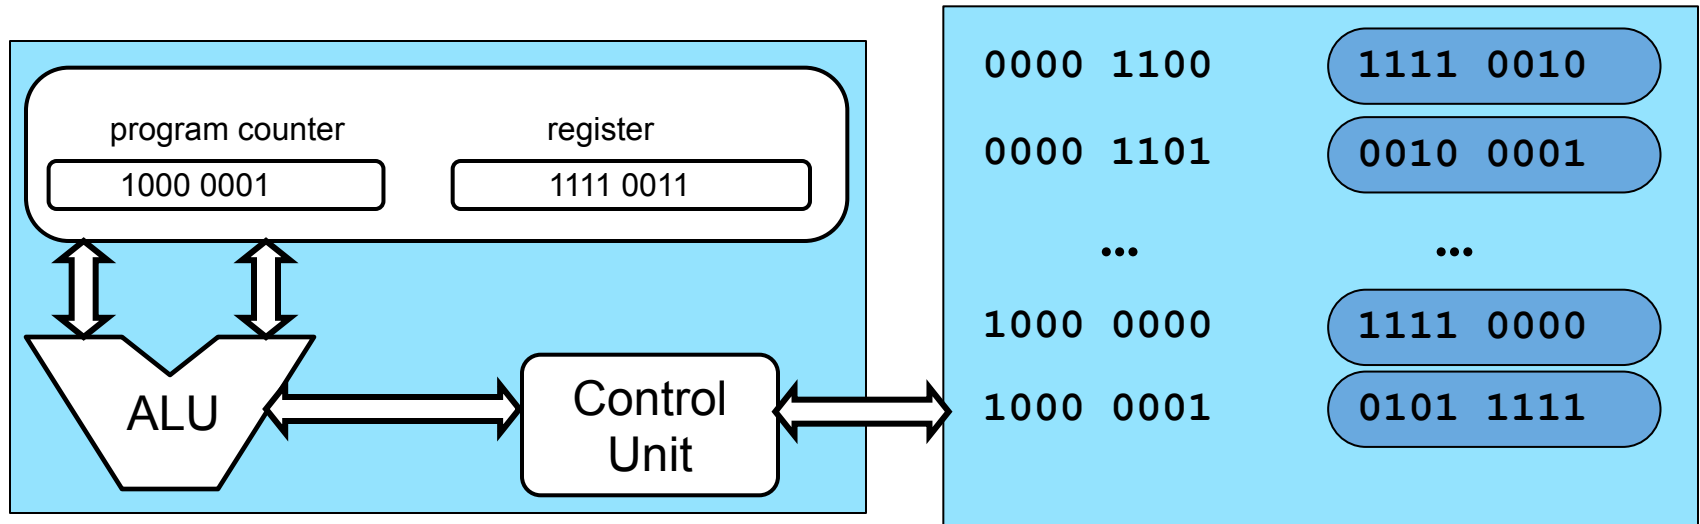 program counter
register
1000 0001
1111 0011
ALU
Control
Unit
0000 1100 1111 0010
0000 1101 0010 0001
... ...
1000 0000 1111 0000
1000 0001 0101 1111